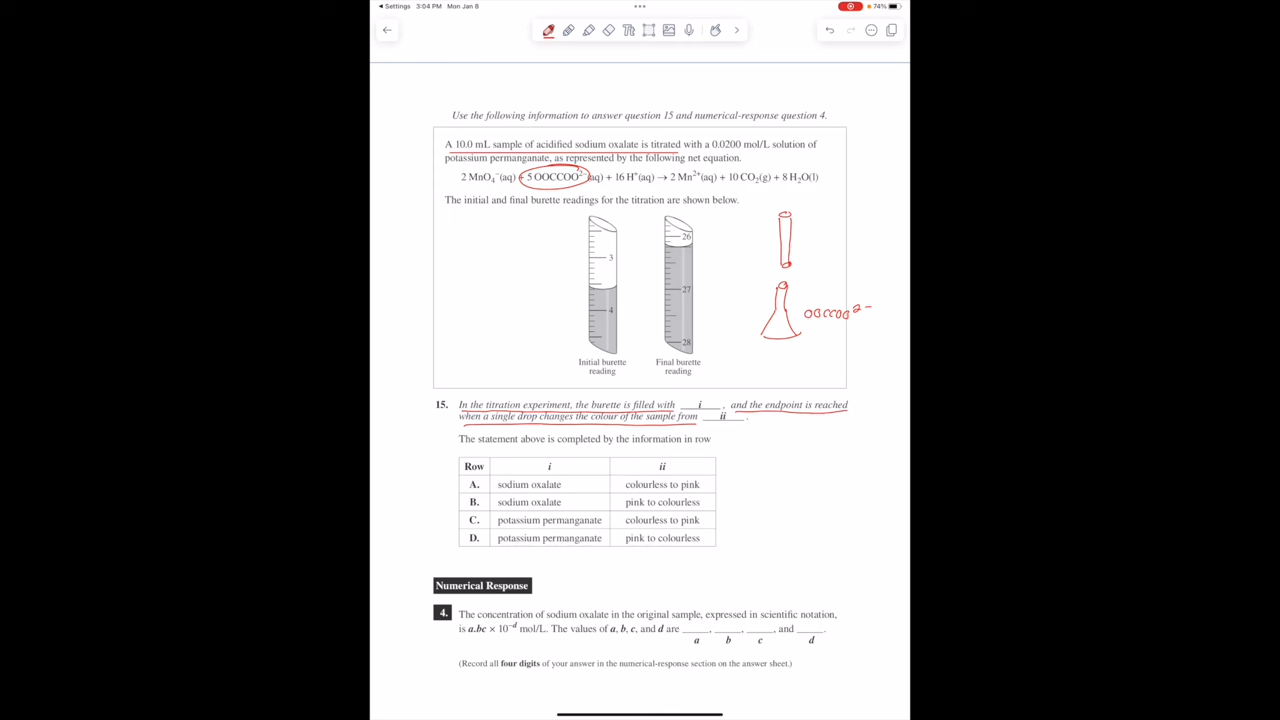 Settings 3:04 PM Mon Jan 8
74%
Use the following information to answer question 15 and numerical-response question 4.
A 10.0 mL sample of acidified sodium oxalate is titrated with a 0.0200 mol/L solution of
potassium permanganate, as represented by the following net equation.
2 MnO₄⁻(aq) + 5 OOCCOO²⁻(aq) + 16 H⁺(aq) → 2 Mn²⁺(aq) + 10 CO₂(g) + 8 H₂O(l)
The initial and final burette readings for the titration are shown below.
3
4
Initial burette
reading
26
27
28
Final burette
reading
OOCCOO²⁻
15. In the titration experiment, the burette is filled with ___i___, and the endpoint is reached
when a single drop changes the colour of the sample from ___ii___.
The statement above is completed by the information in row
Row i ii
A. sodium oxalate colourless to pink
B. sodium oxalate pink to colourless
C. potassium permanganate colourless to pink
D. potassium permanganate pink to colourless
Numerical Response
4. The concentration of sodium oxalate in the original sample, expressed in scientific notation,
is a.bc × 10⁻ᵈ mol/L. The values of a, b, c, and d are ____, ____, ____, and ____.
a b c d
(Record all four digits of your answer in the numerical-response section on the answer sheet.)